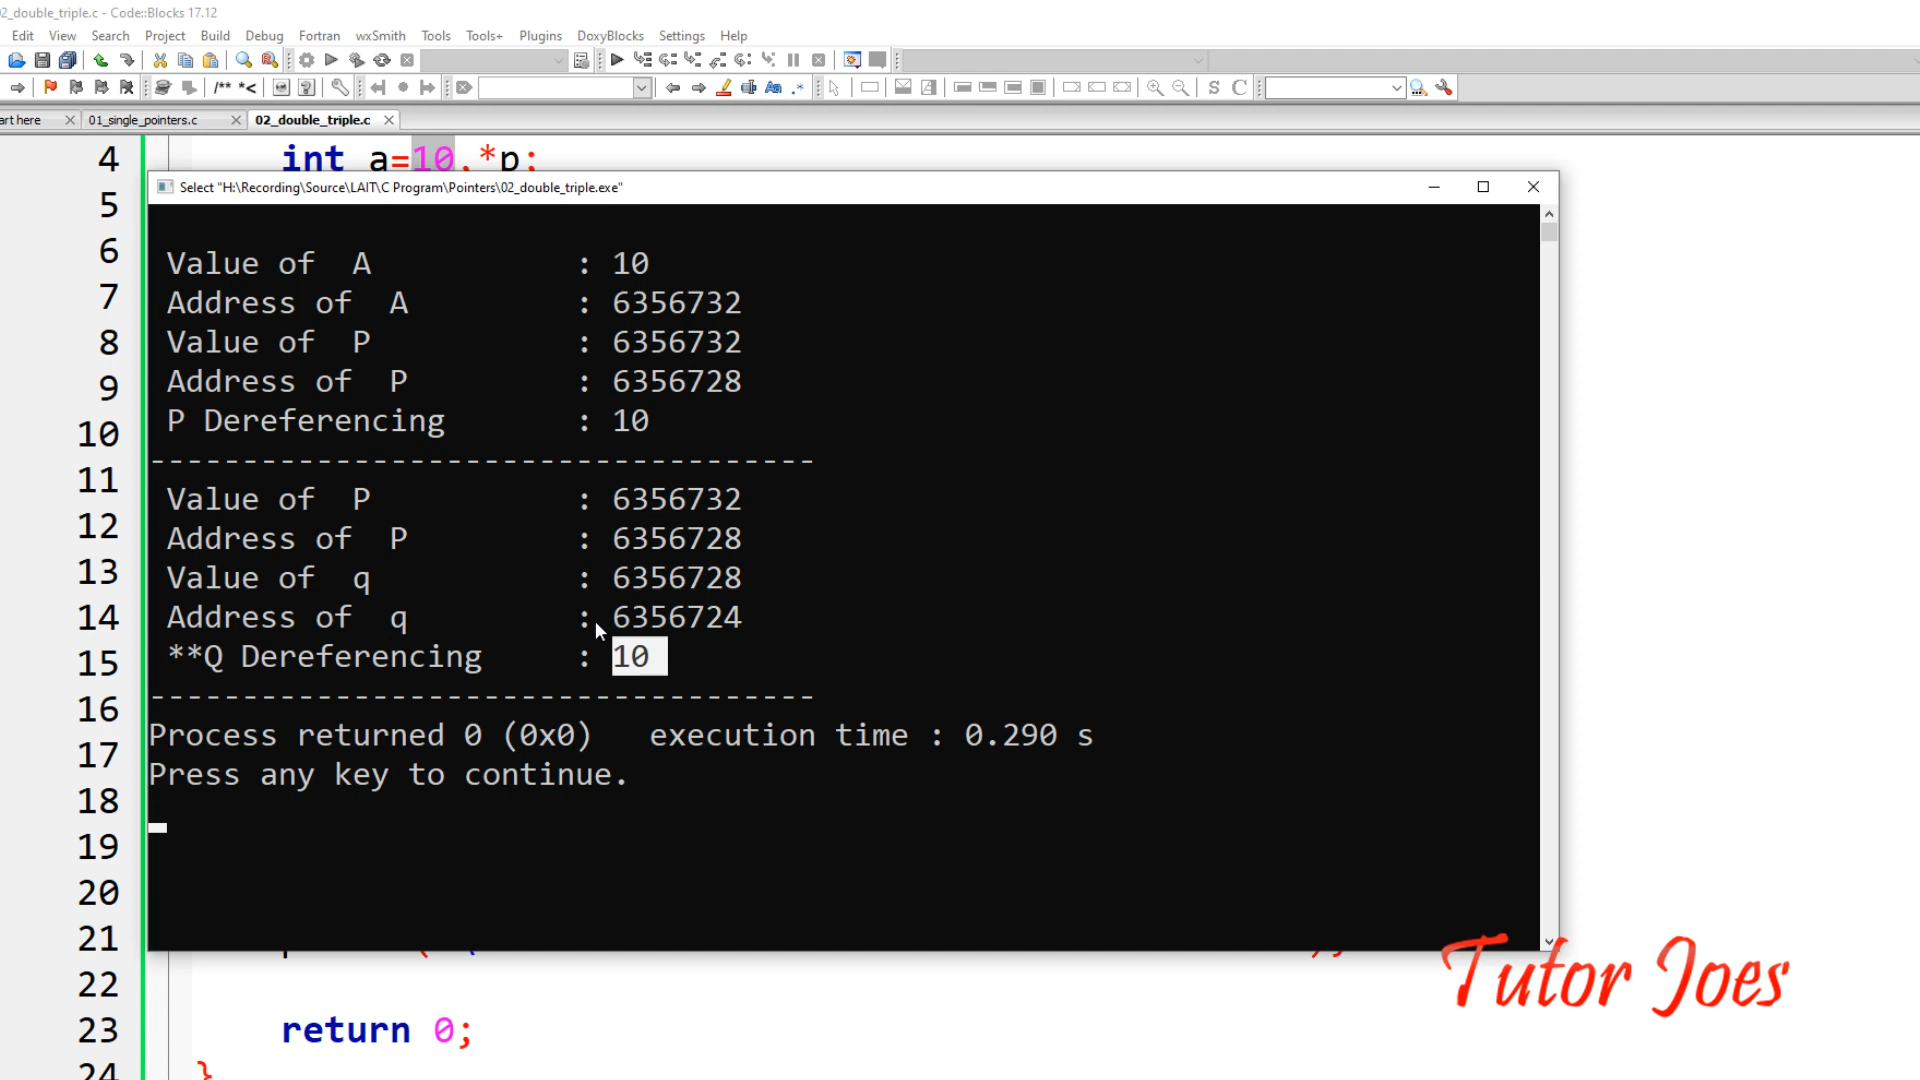 02_double_triple.c - Code::Blocks 17.12
Edit View Search Project Build Debug Fortran wxSmith Tools Tools+ Plugins DoxyBlocks Settings Help
/** *<
Aa .*
S C
art here 01_single_pointers.c 02_double_triple.c
4 int a=10,*p;
Select "H:\Recording\Source\LAIT\C Program\Pointers\02_double_triple.exe"
5
6
7
8
9
10
11
12
13
14
15
16
17
18
19
20
21
22
23 return 0;
24 }
Value of A : 10
Address of A : 6356732
Value of P : 6356732
Address of P : 6356728
P Dereferencing : 10
------------------------------------
Value of P : 6356732
Address of P : 6356728
Value of q : 6356728
Address of q : 6356724
**Q Dereferencing : 10
------------------------------------
Process returned 0 (0x0) execution time : 0.290 s
Press any key to continue.
Tutor Joes